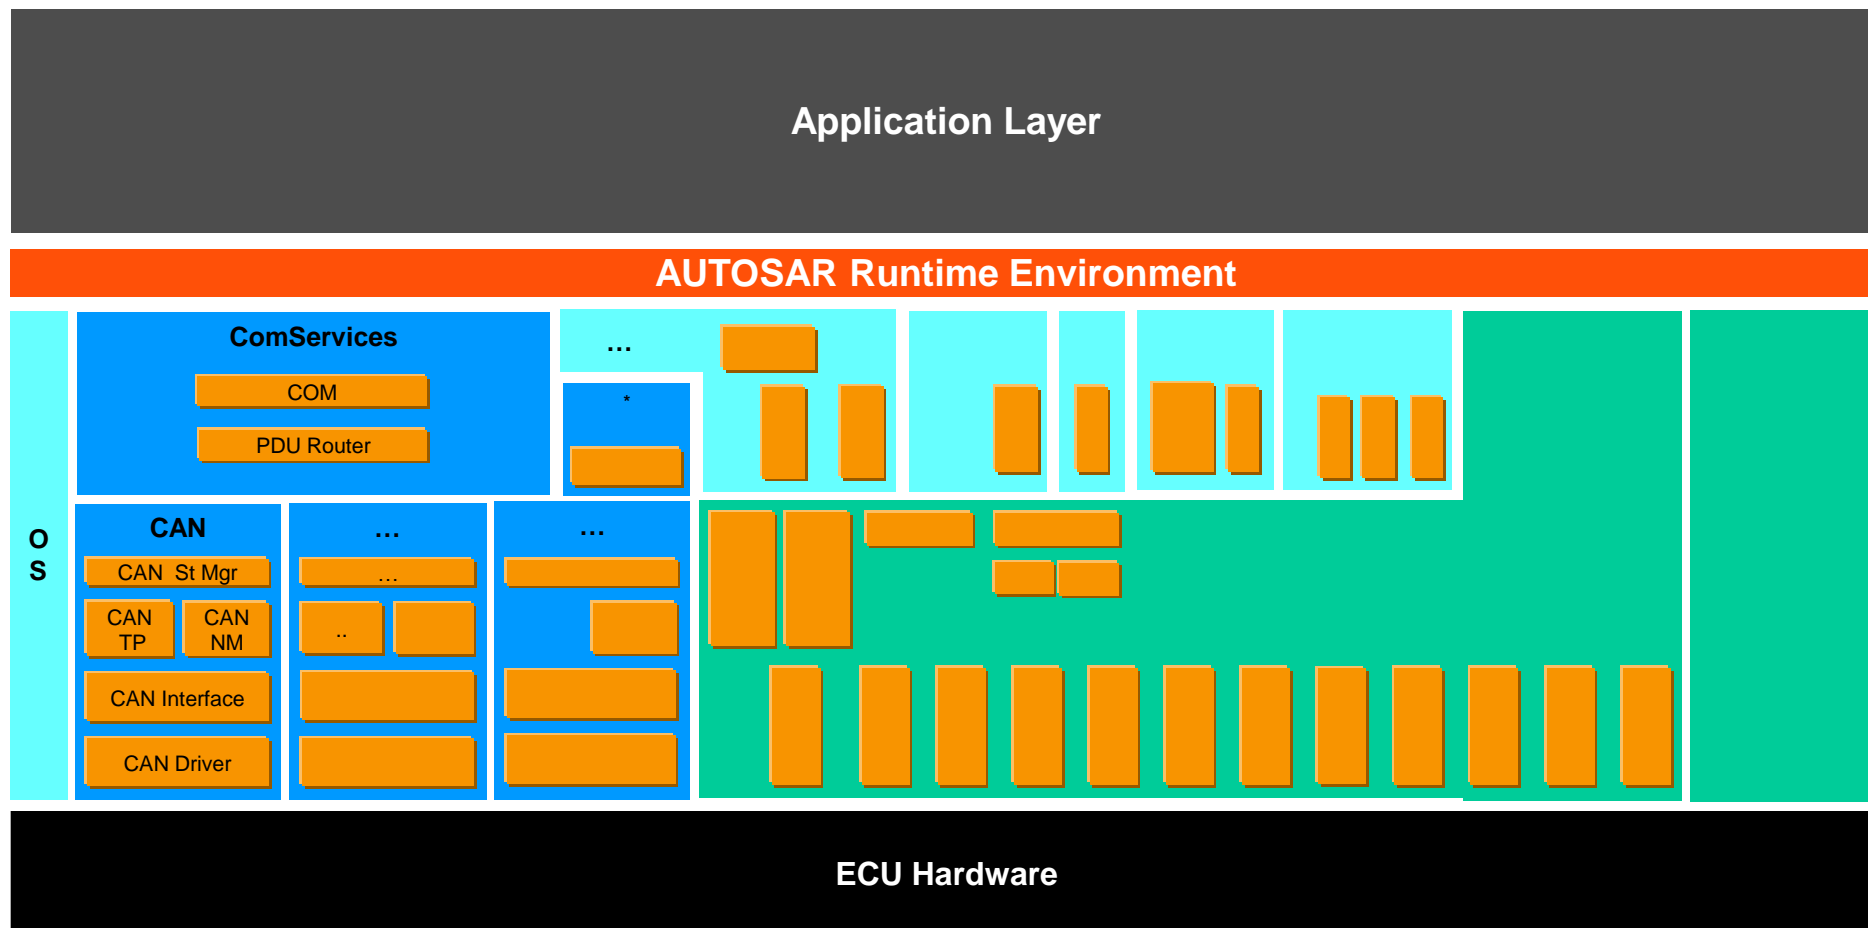 Application Layer
AUTOSAR Runtime Environment
O
S
ComServices
COM
PDU Router
…
*
CAN
CAN St Mgr
CAN
TP
CAN
NM
CAN Interface
CAN Driver
…
…
..
…
ECU Hardware